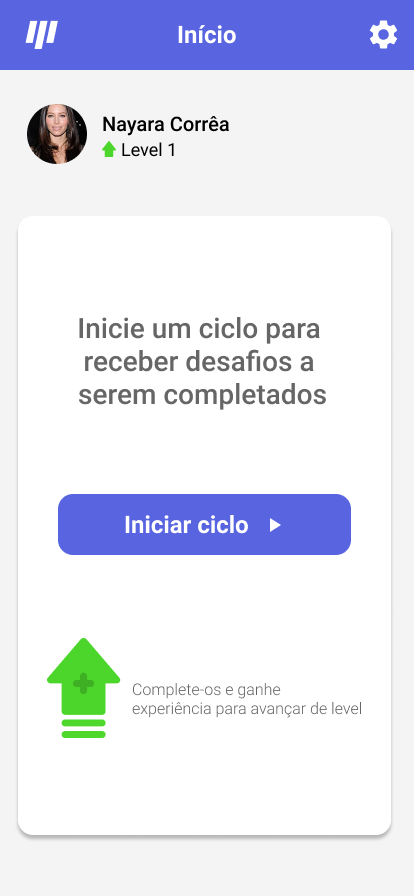 Início
Nayara Corrêa
Level 1
Inicie um ciclo para
receber desafios a
serem completados
Iniciar ciclo
Complete-os e ganhe
experiência para avançar de level